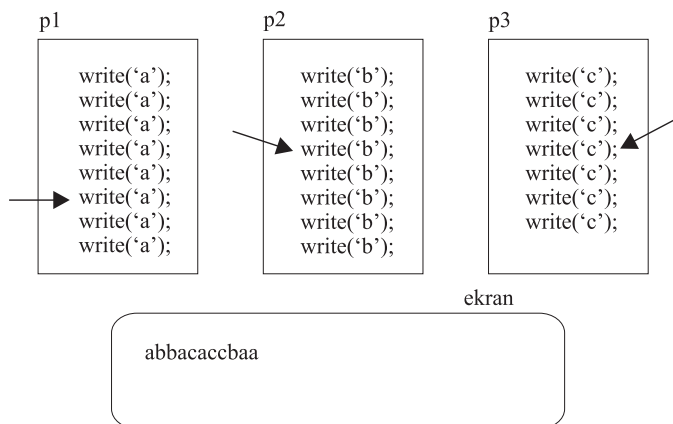 p1
write(‘a’);
write(‘a’);
write(‘a’);
write(‘a’);
write(‘a’);
write(‘a’);
write(‘a’);
write(‘a’);
p2
write(‘b’);
write(‘b’);
write(‘b’);
write(‘b’);
write(‘b’);
write(‘b’);
write(‘b’);
write(‘b’);
p3
write(‘c’);
write(‘c’);
write(‘c’);
write(‘c’);
write(‘c’);
write(‘c’);
write(‘c’);
ekran
abbacaccbaa